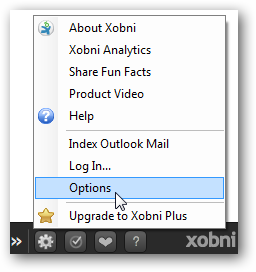 About Xobni
Xobni Analytics
Share Fun Facts
Product Video
Help
Index Outlook Mail
Log In...
Options
Upgrade to Xobni Plus
» ? xobni